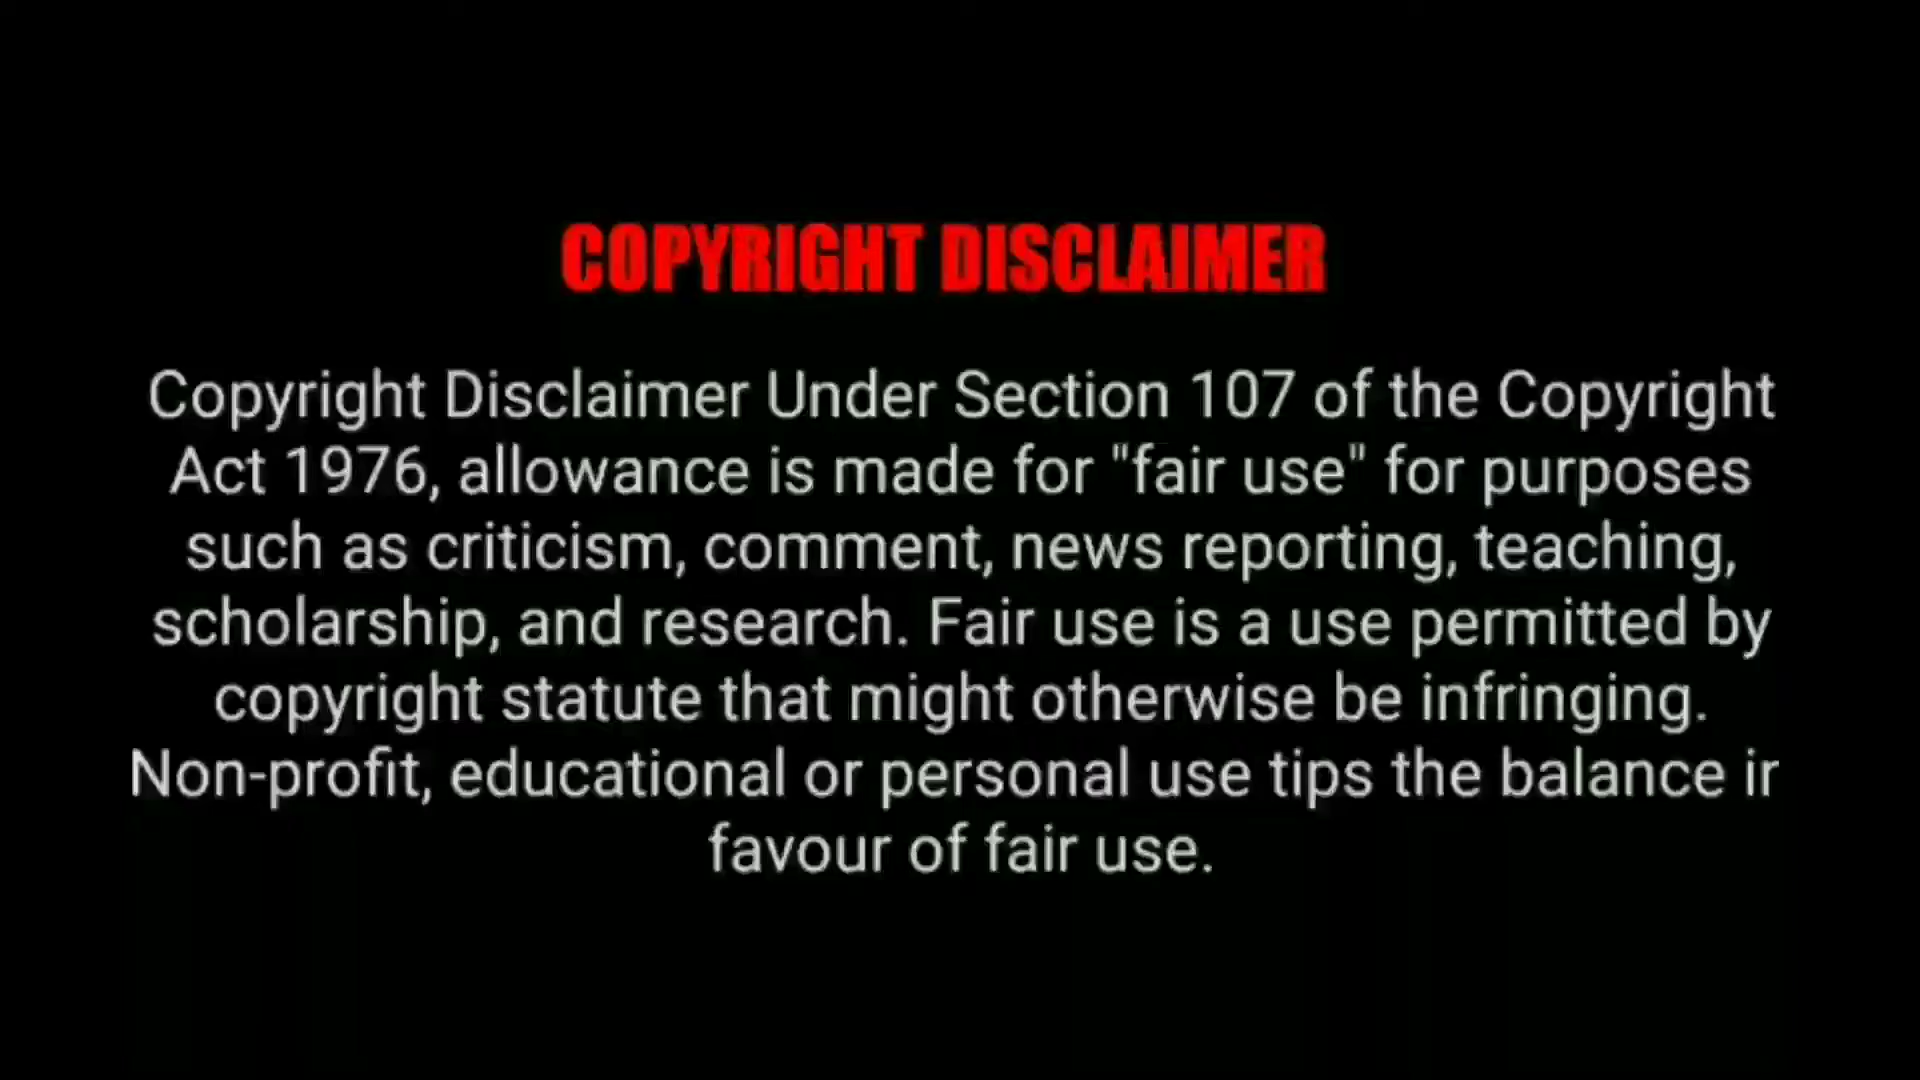 COPYRIGHT DISCLAIMER
Copyright Disclaimer Under Section 107 of the Copyright
Act 1976, allowance is made for "fair use" for purposes
such as criticism, comment, news reporting, teaching,
scholarship, and research. Fair use is a use permitted by
copyright statute that might otherwise be infringing.
Non-profit, educational or personal use tips the balance ir
favour of fair use.